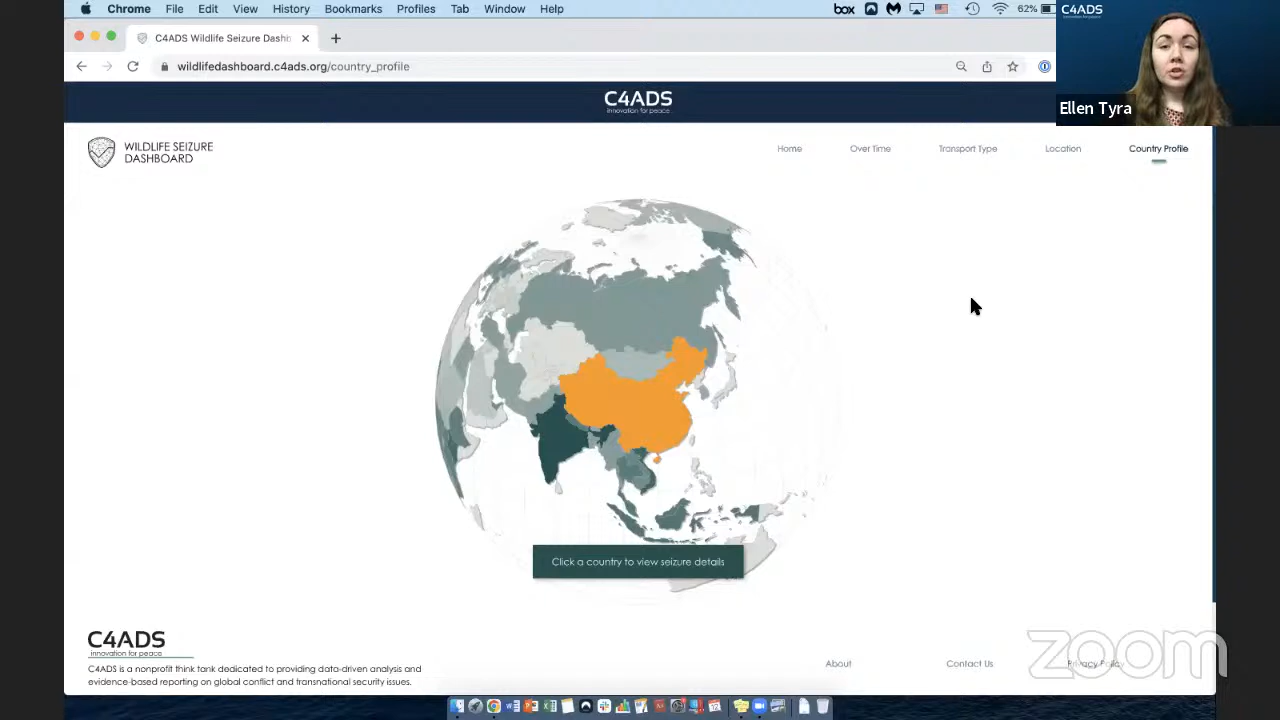 Chrome File Edit View History Bookmarks Profiles Tab Window Help
box
62%
C4ADS Wildlife Seizure Dashb
wildlifedashboard.c4ads.org/country_profile
C4ADS
innovation for peace
C4ADS
innovation for peace
Ellen Tyra
WILDLIFE SEIZURE
DASHBOARD
Home Over Time Transport Type Location Country Profile
Click a country to view seizure details
C4ADS
innovation for peace
C4ADS is a nonprofit think tank dedicated to providing data-driven analysis and
evidence-based reporting on global conflict and transnational security issues.
About Contact Us Privacy Policy
zoom